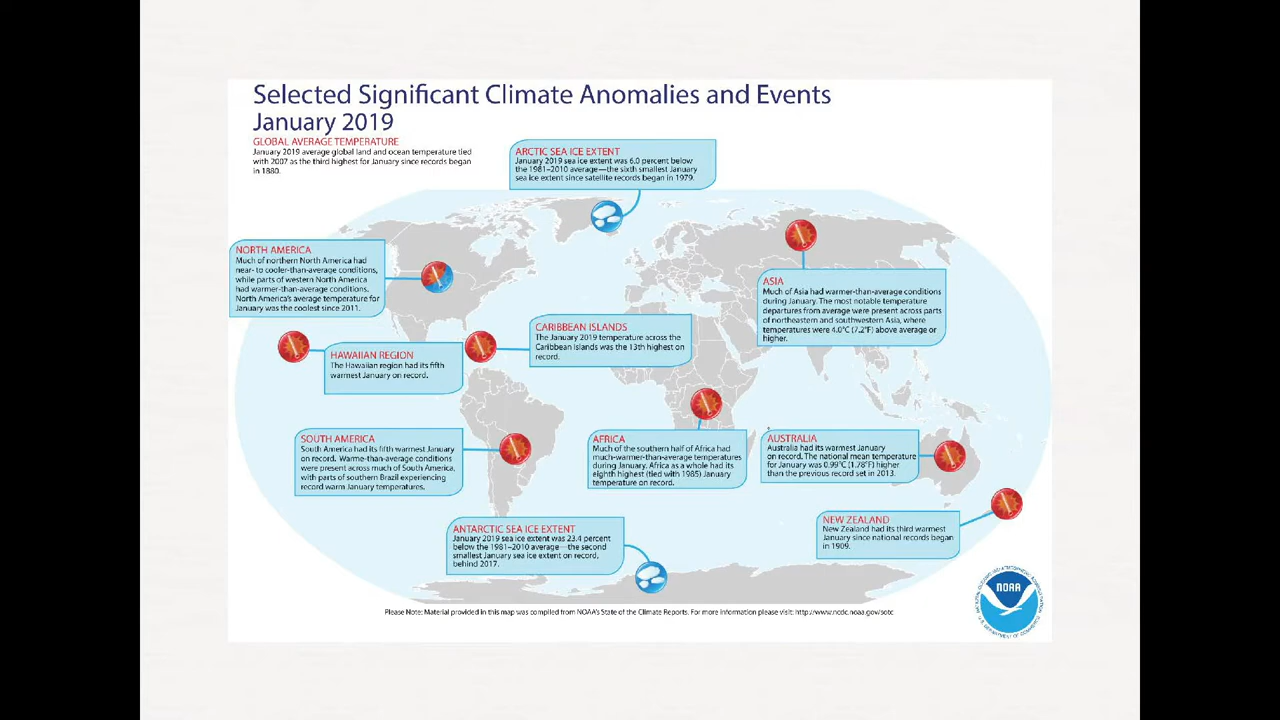 Selected Significant Climate Anomalies and Events
January 2019
GLOBAL AVERAGE TEMPERATURE
January 2019 average global land and ocean temperature tied
with 2007 as the third highest for January since records began
in 1880.
ARCTIC SEA ICE EXTENT
January 2019 sea ice extent was 6.0 percent below
the 1981–2010 average—the sixth smallest January
sea ice extent since satellite records began in 1979.
NORTH AMERICA
Much of northern North America had
near- to cooler-than-average conditions,
while parts of western North America
had warmer-than-average conditions.
North America's average temperature for
January was the coolest since 2011.
ASIA
Much of Asia had warmer-than-average conditions
during January. The most notable temperature
departures from average were present across parts
of northeastern and southwestern Asia, where
temperatures were 4.0°C (7.2°F) above average or
higher.
CARIBBEAN ISLANDS
The January 2019 temperature across the
Caribbean Islands was the 13th highest on
record.
HAWAIIAN REGION
The Hawaiian region had its fifth
warmest January on record.
SOUTH AMERICA
South America had its fifth warmest January
on record. Warme-than-average conditions
were present across much of South America,
with parts of southern Brazil experiencing
record warm January temperatures.
AFRICA
Much of the southern half of Africa had
much-warmer-than-average temperatures
during January. Africa as a whole had its
eighth highest (tied with 1985) January
temperature on record.
AUSTRALIA
Australia had its warmest January
on record. The national mean temperature
for January was 0.99°C (1.78°F) higher
than the previous record set in 2013.
NEW ZEALAND
New Zealand had its third warmest
January since national records began
in 1909.
ANTARCTIC SEA ICE EXTENT
January 2019 sea ice extent was 23.4 percent
below the 1981–2010 average—the second
smallest January sea ice extent on record,
behind 2017.
NOAA
Please Note: Material provided in this map was compiled from NOAA's State of the Climate Reports. For more information please visit: http://www.ncdc.noaa.gov/sotc